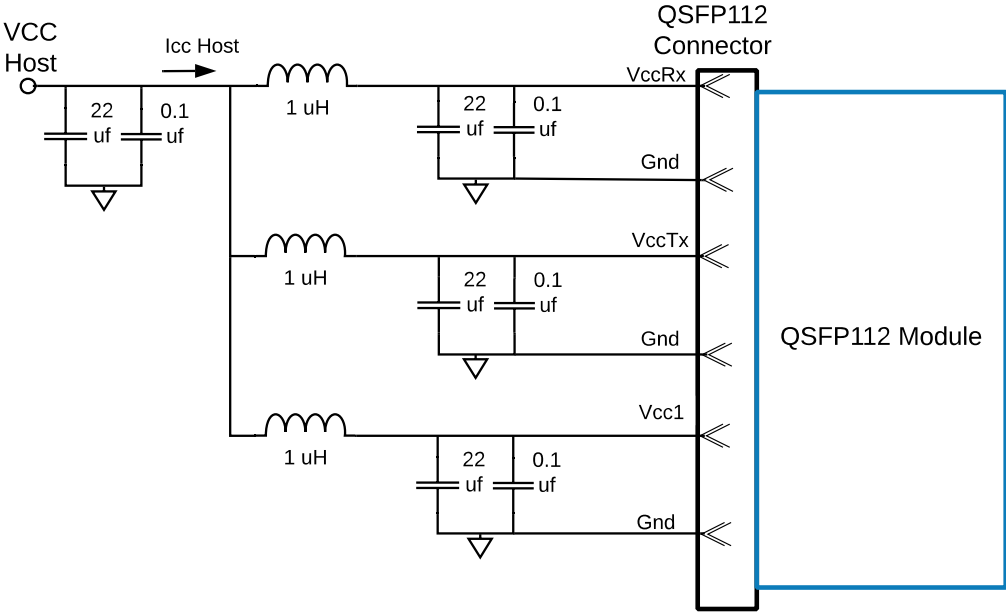 QSFP112
Connector
VCC
Host
Icc Host
VccRx
22
uf
0.1
uf
1 uH
22
uf
0.1
uf
Gnd
VccTx
1 uH
22
uf
0.1
uf
Gnd
QSFP112 Module
Vcc1
1 uH
22
uf
0.1
uf
Gnd